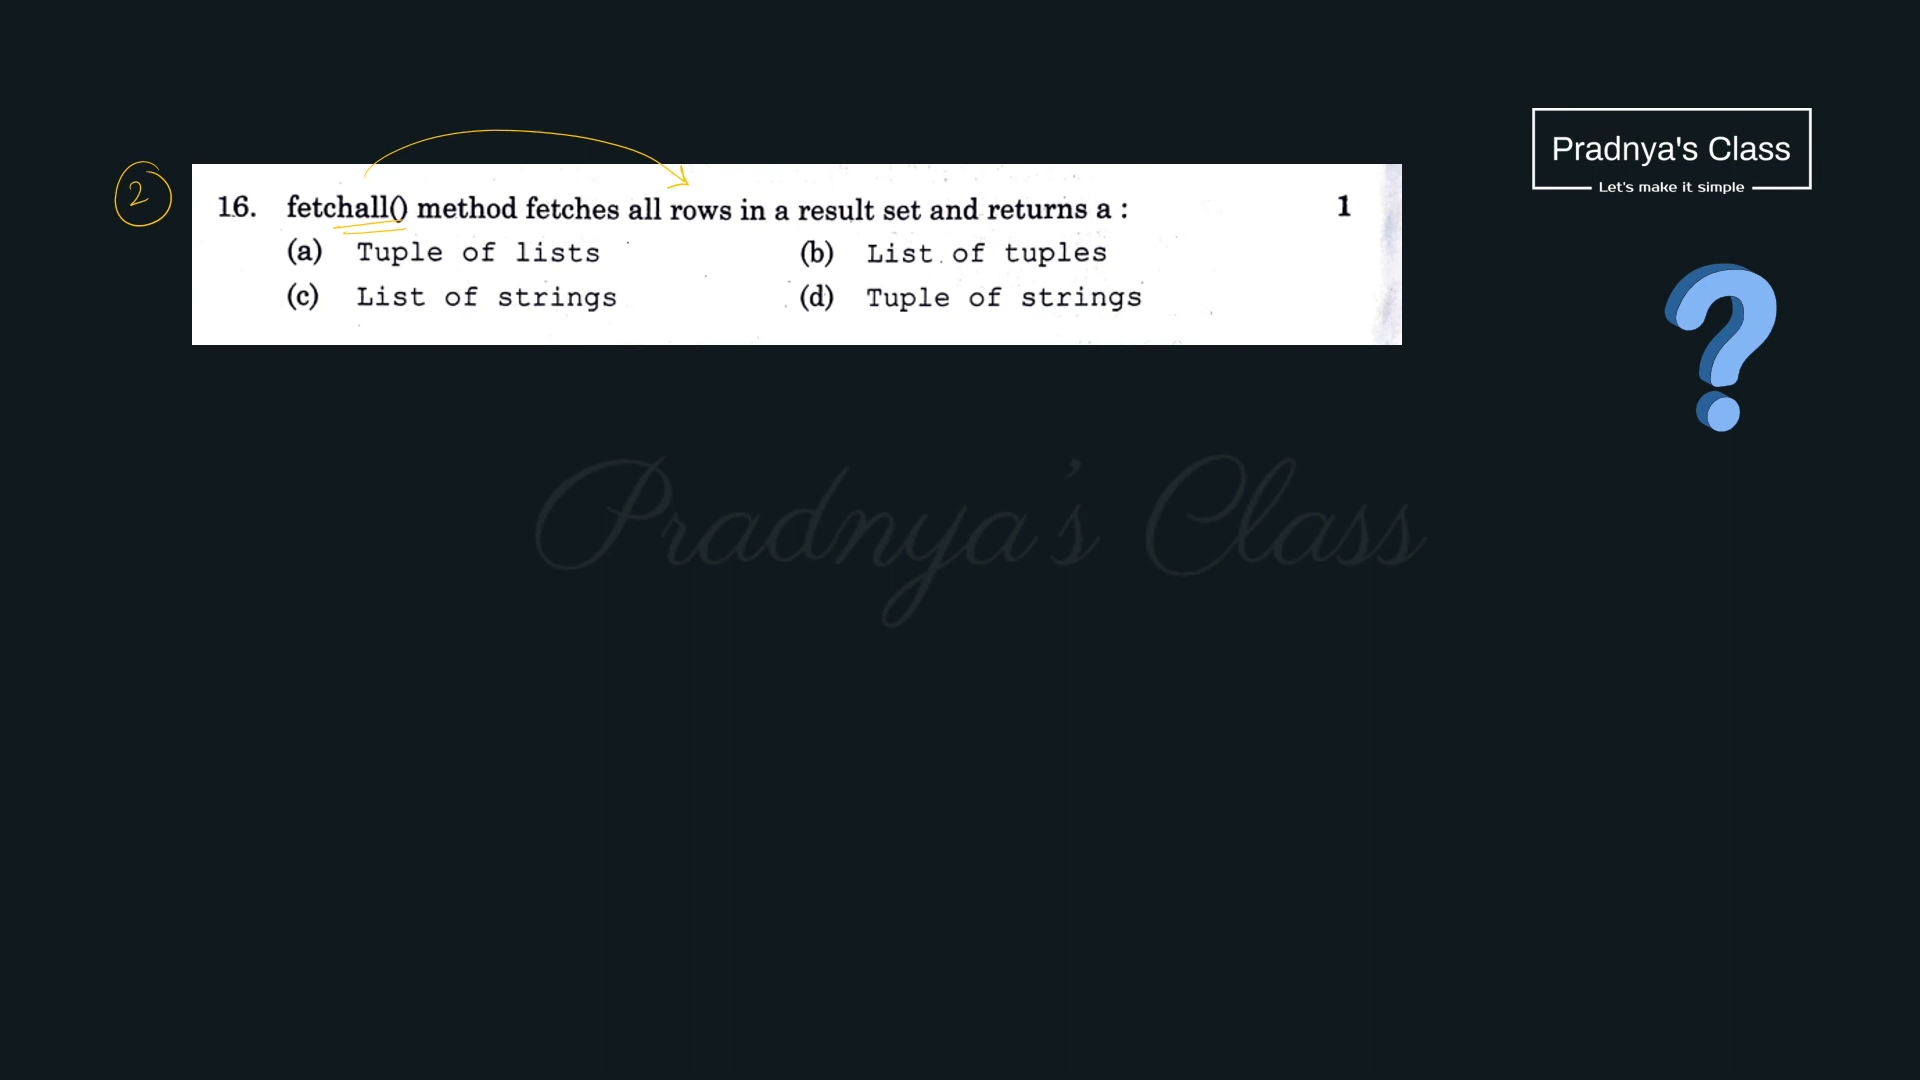 Pradnya's Class
Let's make it simple
2
16. fetchall() method fetches all rows in a result set and returns a : 1
(a) Tuple of lists (b) List of tuples
(c) List of strings (d) Tuple of strings
Pradnya's Class